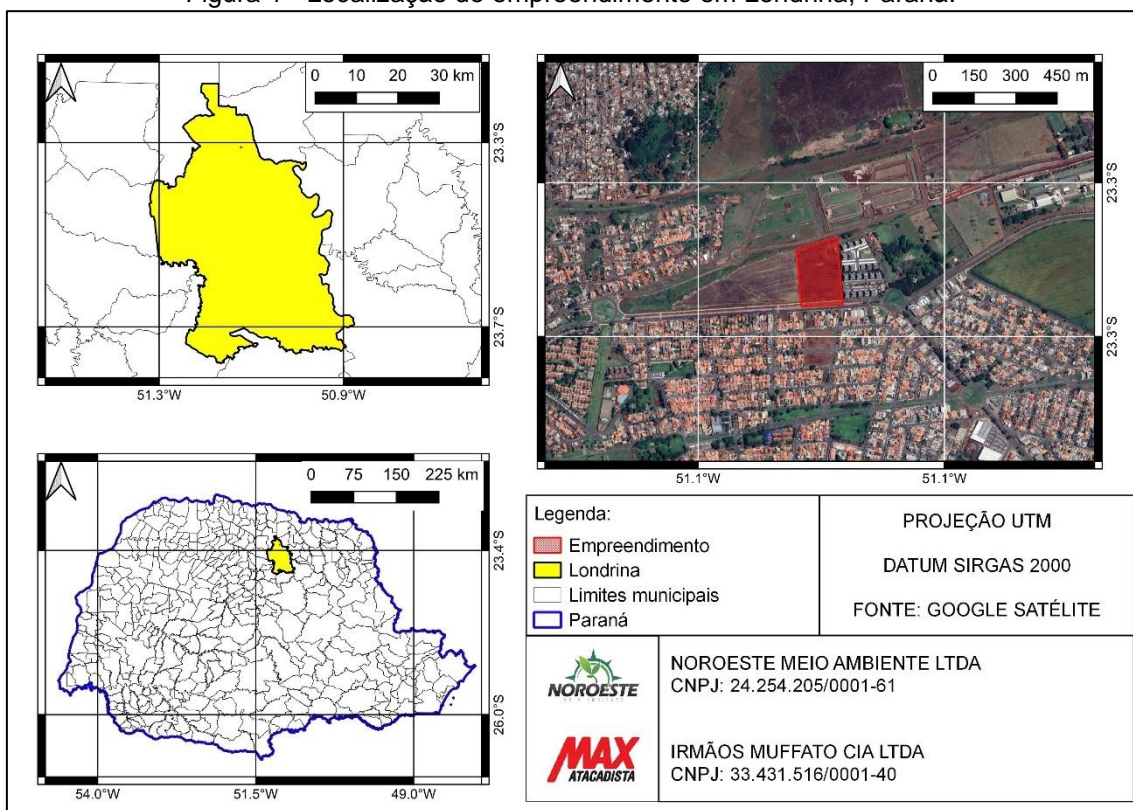 Figura 1 - Localização do empreendimento em Londrina, Paraná.
0 10 20 30 km
23.3°S
23.7°S
51.3°W 50.9°W
0 150 300 450 m
23.3°S
23.3°S
51.1°W 51.1°W
0 75 150 225 km
23.4°S
26.0°S
54.0°W 51.5°W 49.0°W
Legenda:
Empreendimento
Londrina
Limites municipais
Paraná
PROJEÇÃO UTM
DATUM SIRGAS 2000
FONTE: GOOGLE SATÉLITE
NOROESTE
NOROESTE MEIO AMBIENTE LTDA
CNPJ: 24.254.205/0001-61
MAX
ATACADISTA
IRMÃOS MUFFATO CIA LTDA
CNPJ: 33.431.516/0001-40